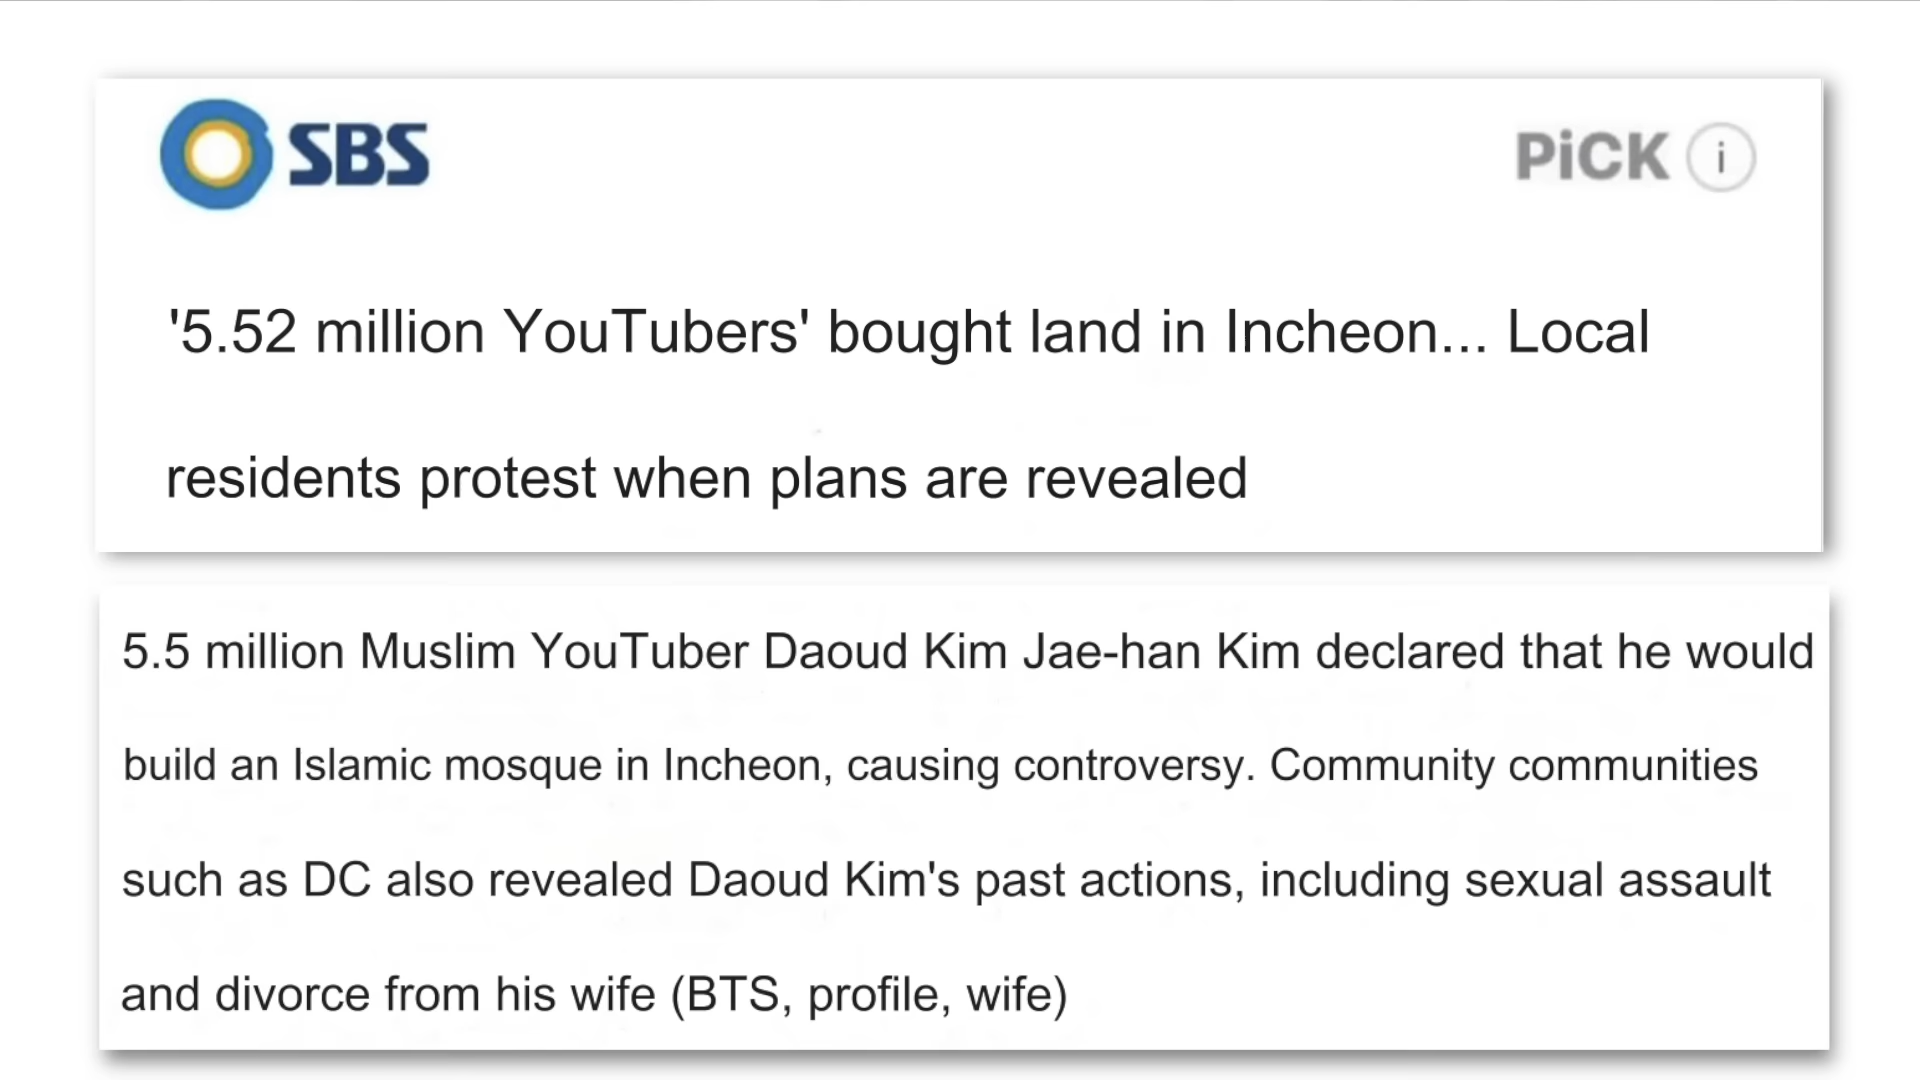 SBS
PiCK i
'5.52 million YouTubers' bought land in Incheon... Local
residents protest when plans are revealed
5.5 million Muslim YouTuber Daoud Kim Jae-han Kim declared that he would
build an Islamic mosque in Incheon, causing controversy. Community communities
such as DC also revealed Daoud Kim's past actions, including sexual assault
and divorce from his wife (BTS, profile, wife)